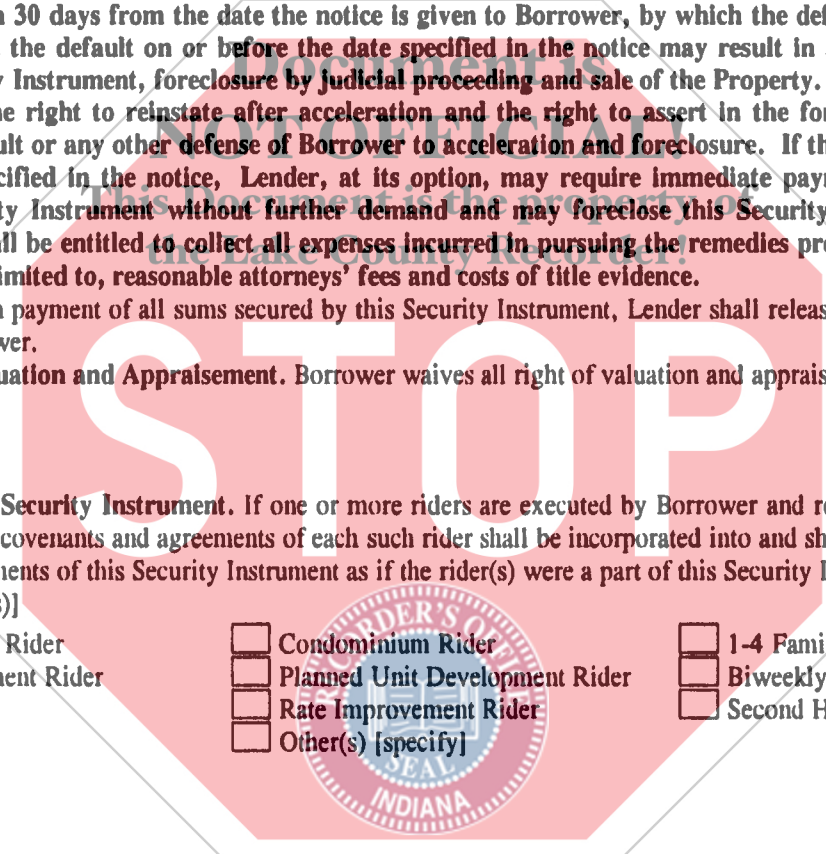 n 30 days from the date the notice is given to Borrower, by which the def
the default on or before the date specified in the notice may result in
y Instrument, foreclosure by judicial proceeding and sale of the Property.
Document is
he right to reinstate after acceleration and the right to assert in the for
NOT OFFICIAL!
ult or any other defense of Borrower to acceleration and foreclosure. If th
cified in the notice, Lender, at its option, may require immediate payr
This Document is the property of
ty Instrument without further demand and may foreclose this Security
all be entitled to collect all expenses incurred in pursuing the remedies pr
the Lake County Recorder!
imited to, reasonable attorneys' fees and costs of title evidence.
n payment of all sums secured by this Security Instrument, Lender shall releas
wer.
uation and Appraisement. Borrower waives all right of valuation and apprais
STOP
Security Instrument. If one or more riders are executed by Borrower and r
covenants and agreements of each such rider shall be incorporated into and sh
nents of this Security Instrument as if the rider(s) were a part of this Security I
s)]
Rider
Condominium Rider
1-4 Fami
nent Rider
Planned Unit Development Rider
Biweekly
Rate Improvement Rider
Second H
Other(s) [specify]
RECORDER'S OFFICE
SEAL
INDIANA